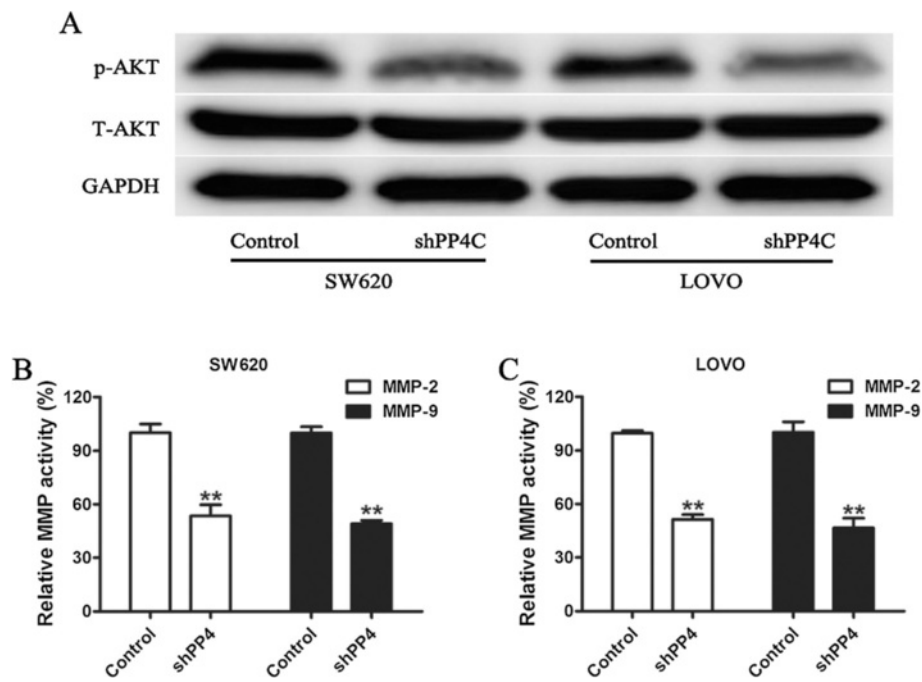 A
p-AKT
T-AKT
GAPDH
Control shPP4C Control shPP4C
SW620 LOVO
B
SW620
MMP-2
MMP-9
Relative MMP activity (%)
120
90
60
30
0
**
**
Control shPP4 Control shPP4
C
LOVO
MMP-2
MMP-9
Relative MMP activity (%)
120
90
60
30
0
**
**
Control shPP4 Control shPP4